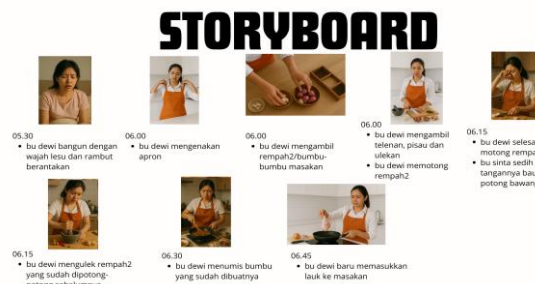 STORYBOARD
05.30
• bu dewi bangun dengan
wajah lesu dan rambut
berantakan
06.00
• bu dewi mengenakan
apron
06.00
• bu dewi mengambil
rempah2/bumbu-
bumbu masakan
06.00
• bu dewi mengambil
telenan, pisau dan
ulekan
• bu dewi memotong
rempah2
06.15
• bu dewi selesa
motong rempa
• bu sinta sedih
tangannya bau
potong bawang
06.15
• bu dewi mengulek rempah2
yang sudah dipotong-
06.30
• bu dewi menumis bumbu
yang sudah dibuatnya
06.45
• bu dewi baru memasukkan
lauk ke masakan